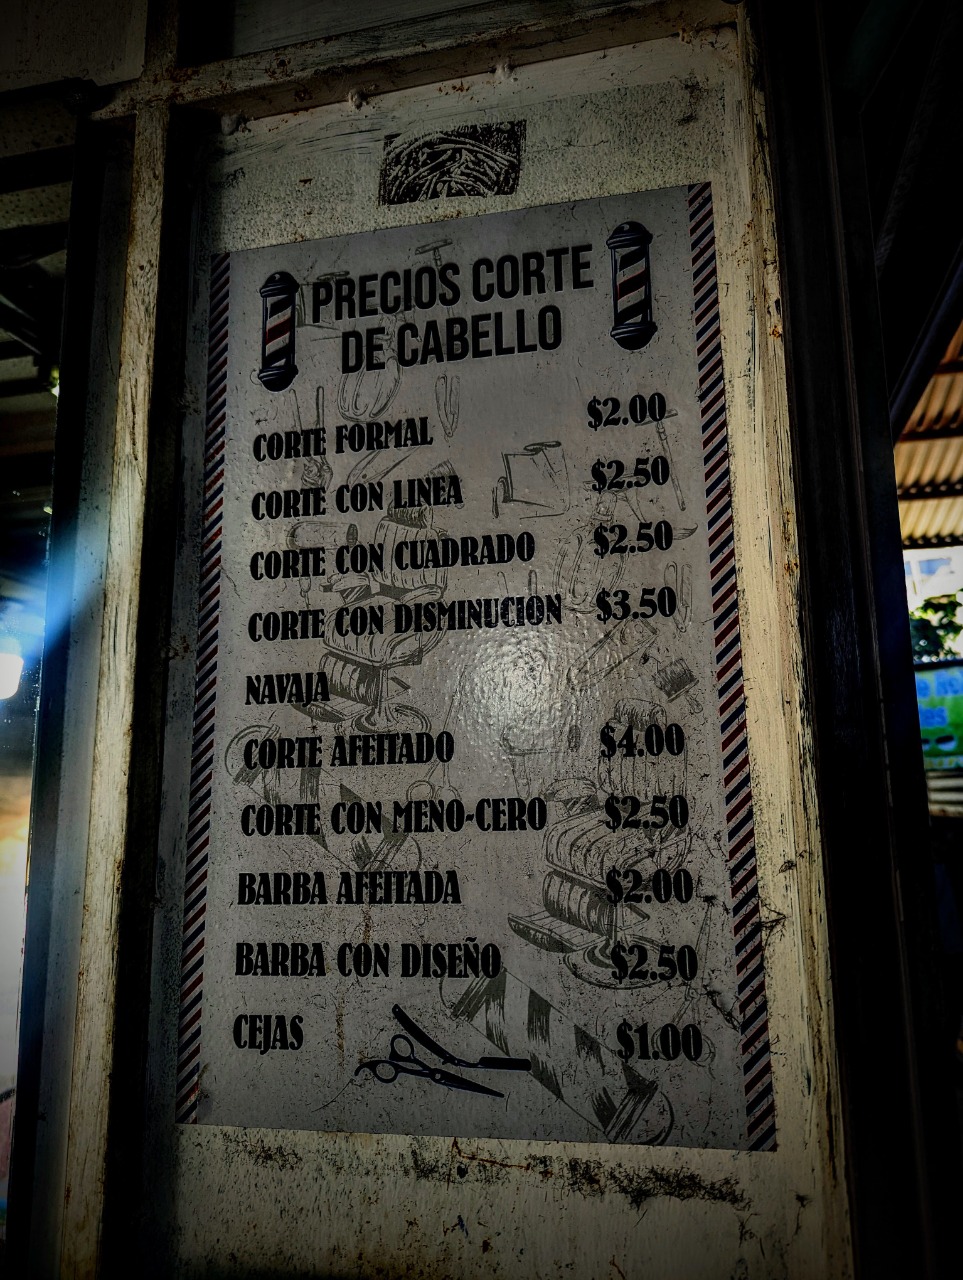 PRECIOS CORTE
DE CABELLO
CORTE FORMAL $2.00
CORTE CON LINEA $2.50
CORTE CON CUADRADO $2.50
CORTE CON DISMINUCIÓN $3.50
NAVAJA
CORTE AFEITADO $4.00
CORTE CON MENO-CERO $2.50
BARBA AFEITADA $2.00
BARBA CON DISEÑO $2.50
CEJAS $1.00